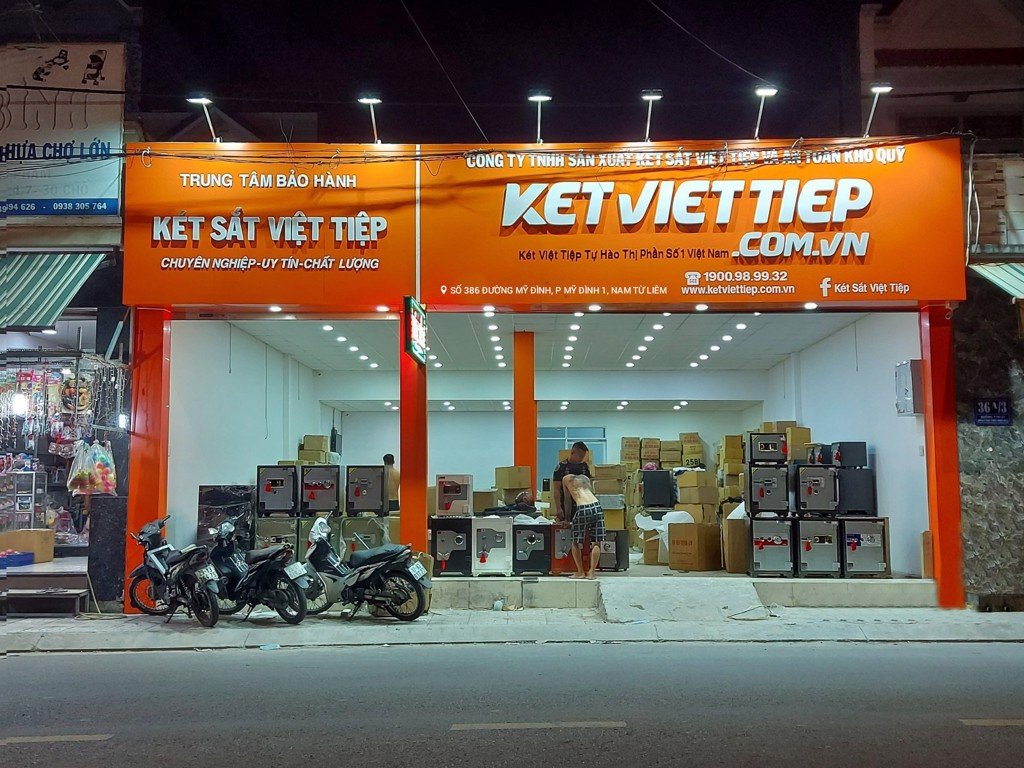 HỰA CHỢ LỚN
0938 305 764
TRUNG TÂM BẢO HÀNH
KÉT SẮT VIỆT TIỆP
CHUYÊN NGHIỆP-UY TÍN-CHẤT LƯỢNG
CÔNG TY TNHH SẢN XUẤT KÉT SẮT VIỆT TIỆP VÀ AN TOÀN KHO QUỸ
KETVIETTIEP
.COM.VN
Két Việt Tiệp Tự Hào Thị Phần Số 1 Việt Nam
SỐ 386 ĐƯỜNG MỸ ĐÌNH, P MỸ ĐÌNH 1, NAM TỪ LIÊM
1900.98.99.32
www.ketviettiep.com.vn
Két Sắt Việt Tiệp